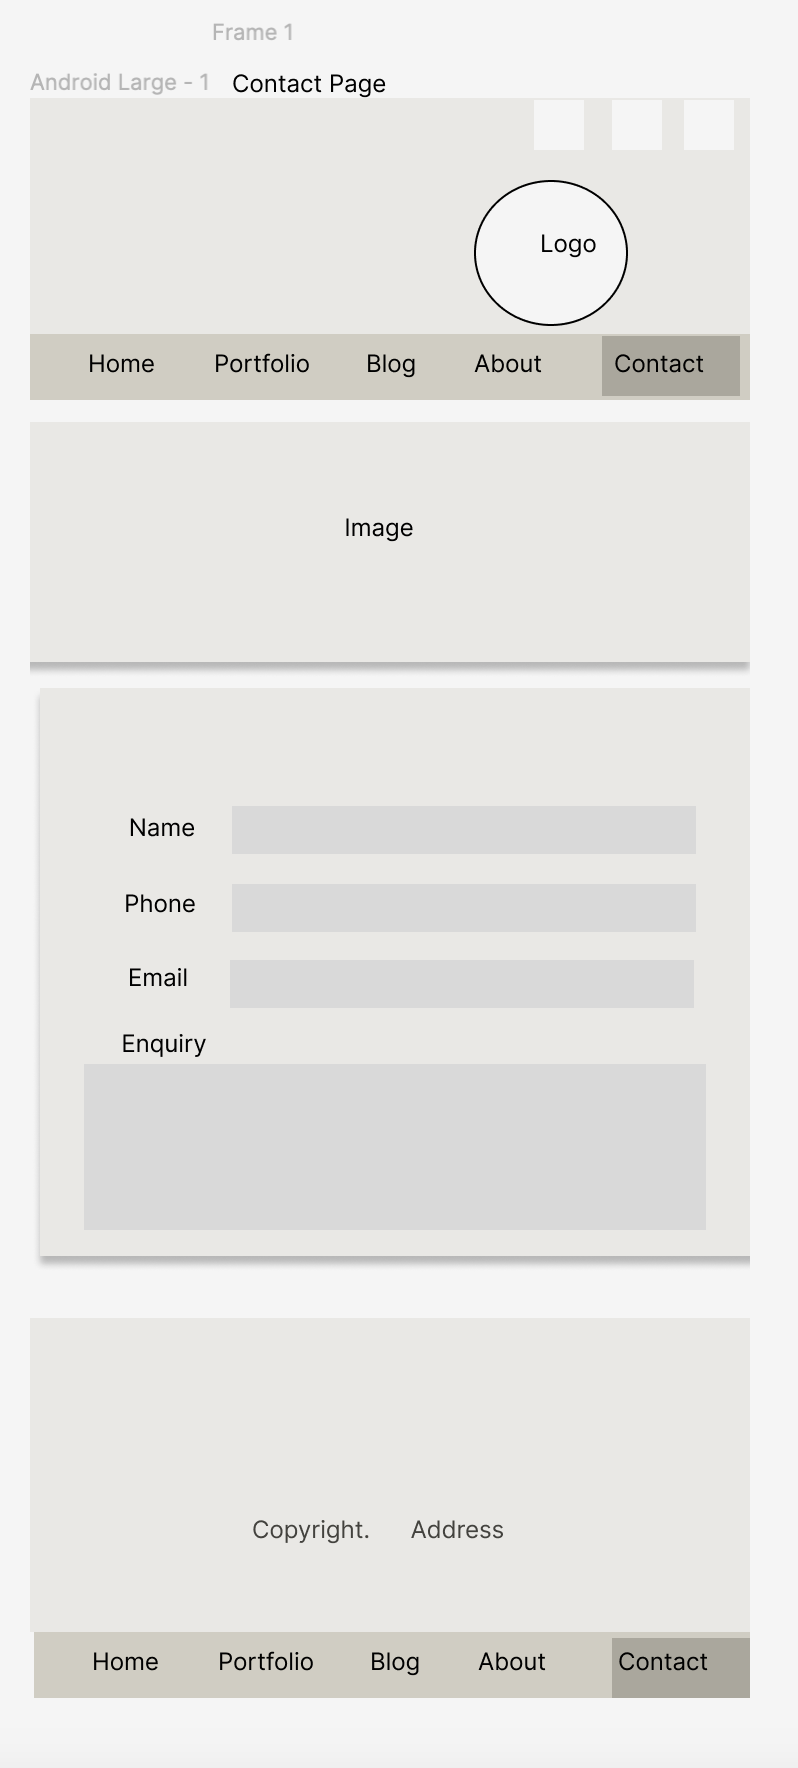 Frame 1
Android Large - 1
Contact Page
Logo
Home Portfolio Blog About Contact
Image
Name
Phone
Email
Enquiry
Copyright. Address
Home Portfolio Blog About Contact